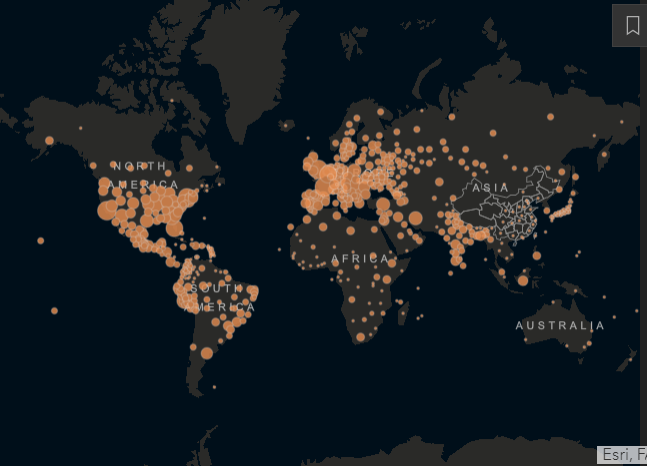 NORTH
AMERICA
EUROPE
ASIA
AFRICA
SOUTH
AMERICA
AUSTRALIA
Esri, FA